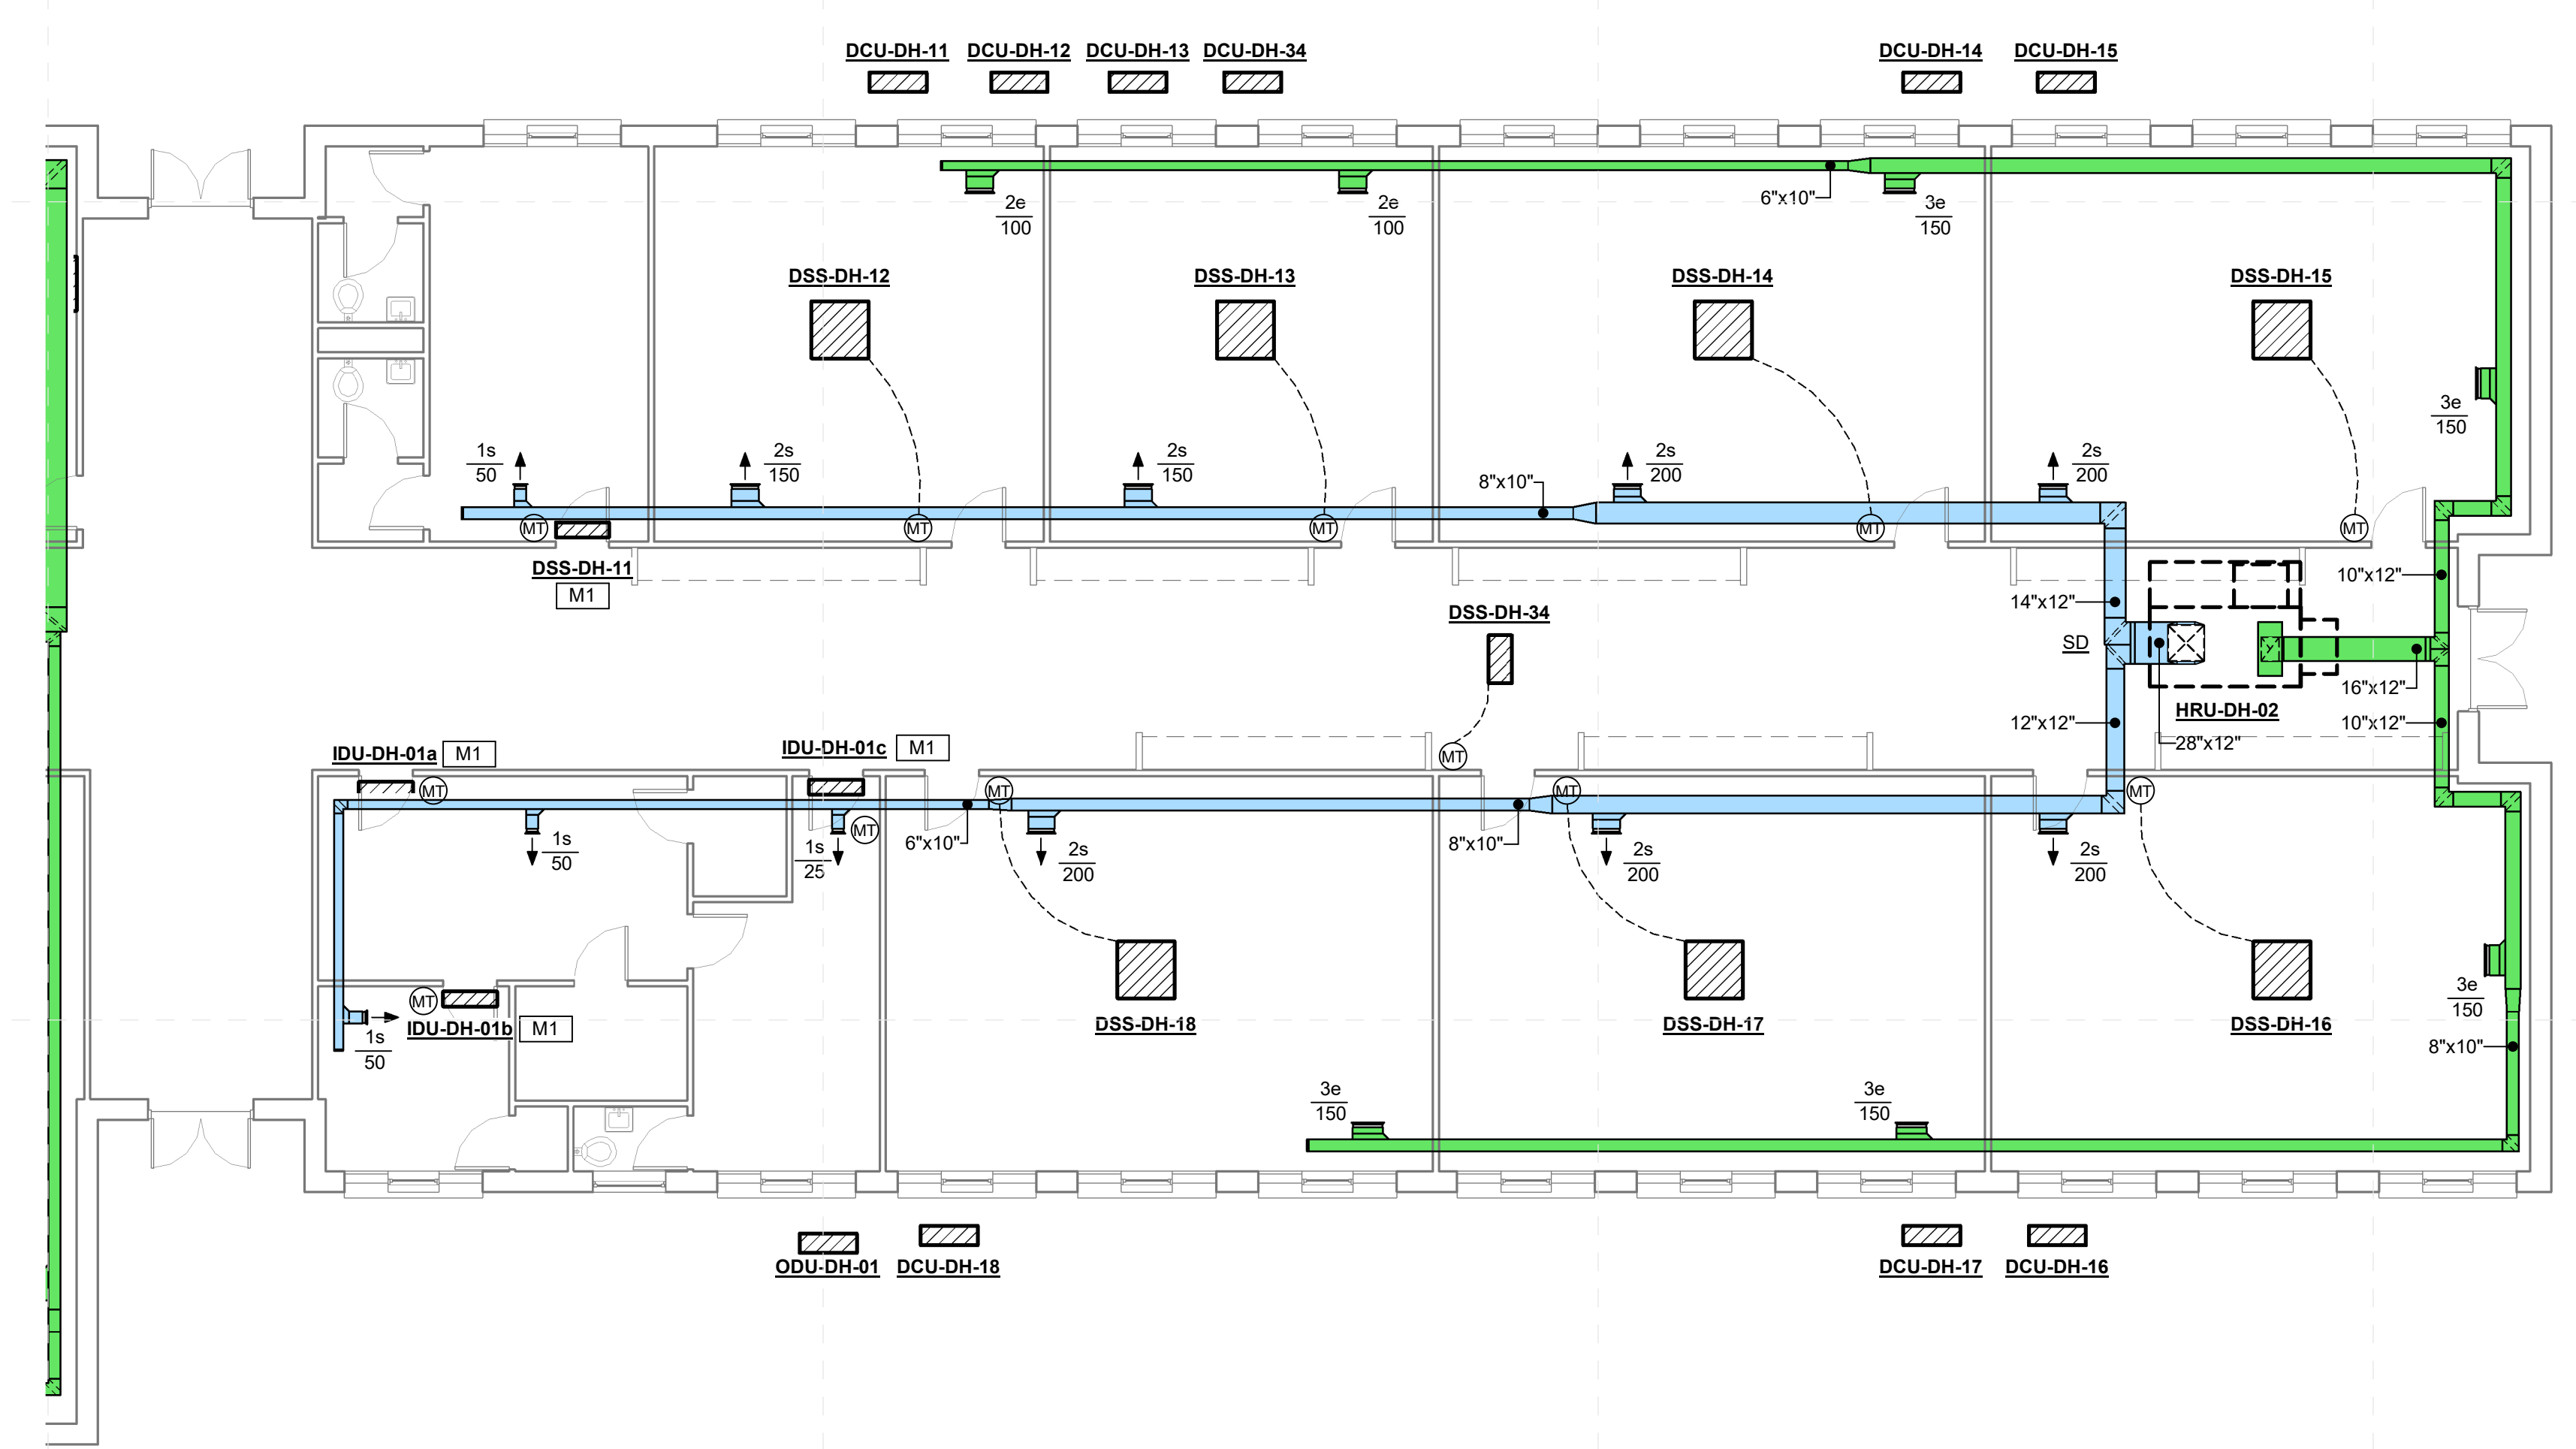 DCU-DH-11 DCU-DH-12 DCU-DH-13 DCU-DH-34 DCU-DH-14 DCU-DH-15
6"x10"
2e
100
2e
100
3e
150
DSS-DH-12 DSS-DH-13 DSS-DH-14 DSS-DH-15
3e
150
1s
50
2s
150
2s
150
8"x10"
2s
200
2s
200
MT MT MT MT MT
DSS-DH-11
M1
10"x12"
14"x12"
DSS-DH-34
SD
16"x12"
HRU-DH-02
12"x12"
10"x12"
28"x12"
IDU-DH-01a M1
IDU-DH-01c M1
MT
MT MT MT MT
MT
1s
50
1s
25
6"x10"
2s
200
8"x10"
2s
200
2s
200
MT
IDU-DH-01b M1
1s
50
DSS-DH-18 DSS-DH-17 DSS-DH-16
3e
150
8"x10"
3e
150
3e
150
ODU-DH-01 DCU-DH-18 DCU-DH-17 DCU-DH-16